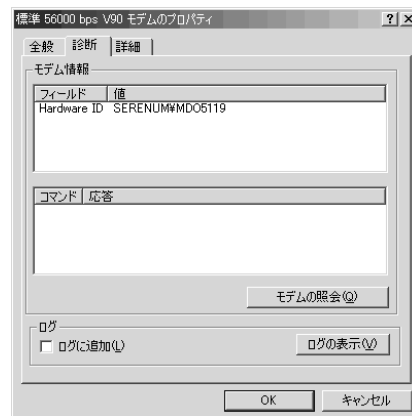 標準 56000 bps V90 モデムのプロパティ
全般 診断 詳細
モデム情報
フィールド 値
Hardware ID SERENUM¥MDO5119
コマンド 応答
モデムの照会(Q)
ログ
ログに追加(L)
ログの表示(V)
OK キャンセル